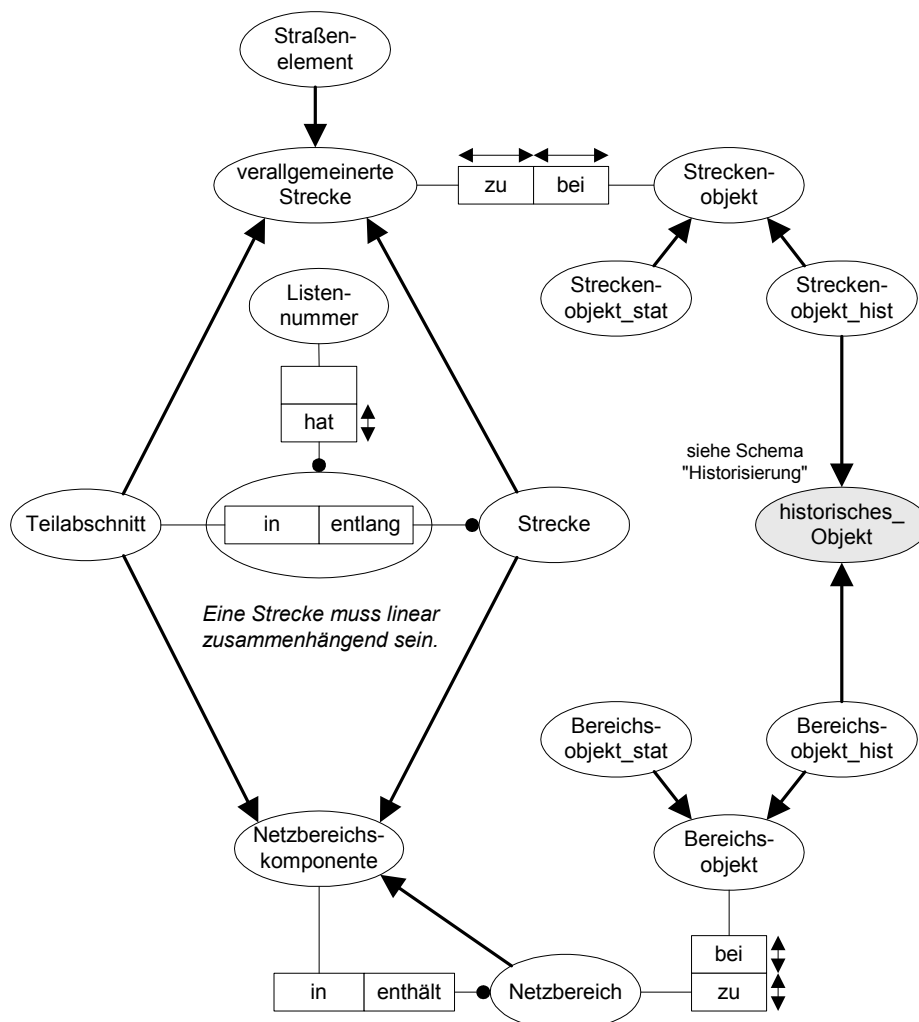 Straßen-
element
verallgemeinerte
Strecke
zu
bei
Strecken-
objekt
Strecken-
objekt_stat
Strecken-
objekt_hist
Listen-
nummer
hat
siehe Schema
"Historisierung"
Teilabschnitt
in
entlang
Strecke
historisches_
Objekt
Eine Strecke muss linear
zusammenhängend sein.
Bereichs-
objekt_stat
Bereichs-
objekt_hist
Netzbereichs-
komponente
Bereichs-
objekt
bei
zu
in
enthält
Netzbereich